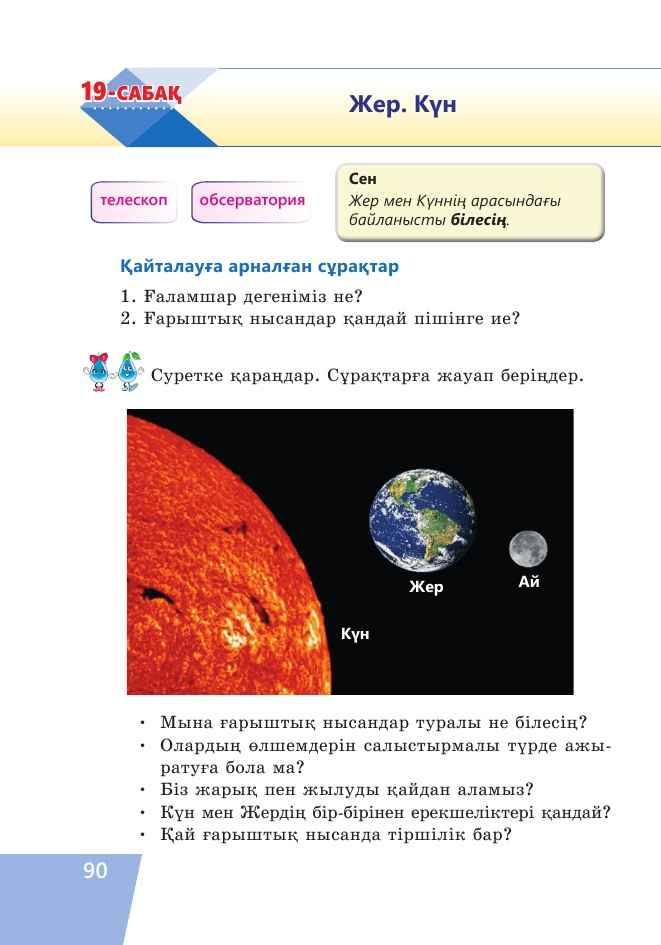 19-САБАҚ
Жер. Күн
телескоп
обсерватория
Сен
Жер мен Күннің арасындағы
байланысты білесің.
Қайталауға арналған сұрақтар
1. Ғаламшар дегеніміз не?
2. Ғарыштық нысандар қандай пішінге ие?
Суретке қараңдар. Сұрақтарға жауап беріңдер.
Жер
Ай
Күн
• Мына ғарыштық нысандар туралы не білесің?
• Олардың өлшемдерін салыстырмалы түрде ажы-
ратуға бола ма?
• Біз жарық пен жылуды қайдан аламыз?
• Күн мен Жердің бір-бірінен ерекшеліктері қандай?
• Қай ғарыштық нысанда тіршілік бар?
90